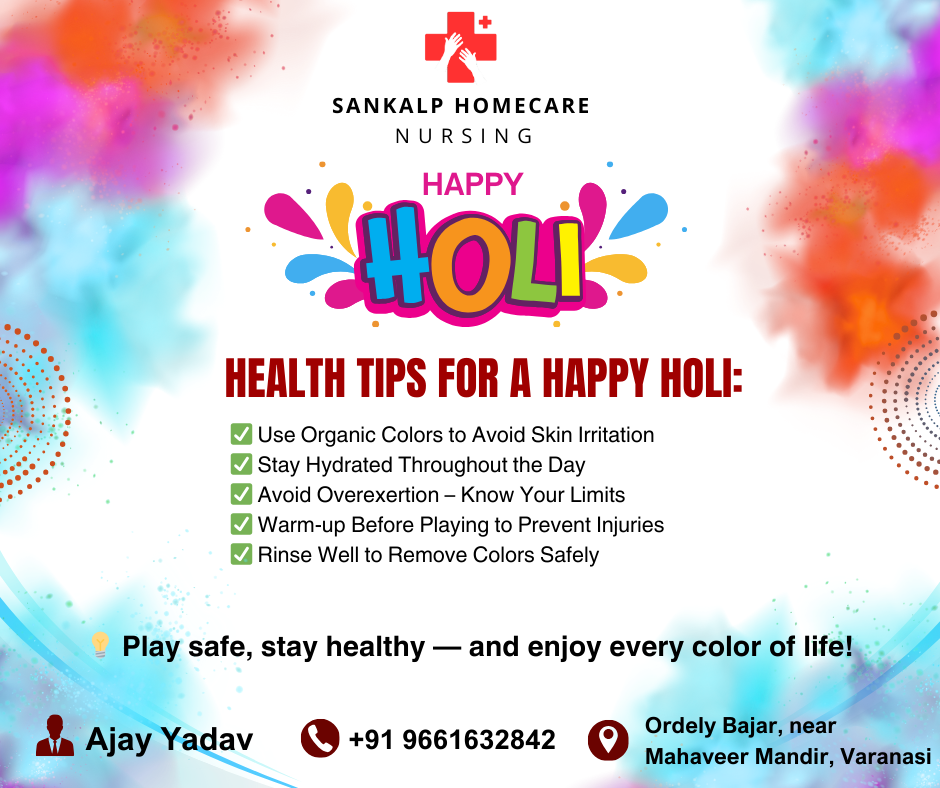 SANKALP HOMECARE
NURSING
HAPPY
HOLI
HEALTH TIPS FOR A HAPPY HOLI:
✅ Use Organic Colors to Avoid Skin Irritation
✅ Stay Hydrated Throughout the Day
✅ Avoid Overexertion – Know Your Limits
✅ Warm-up Before Playing to Prevent Injuries
✅ Rinse Well to Remove Colors Safely
💡 Play safe, stay healthy — and enjoy every color of life!
Ajay Yadav
+91 9661632842
Ordely Bajar, near
Mahaveer Mandir, Varanasi